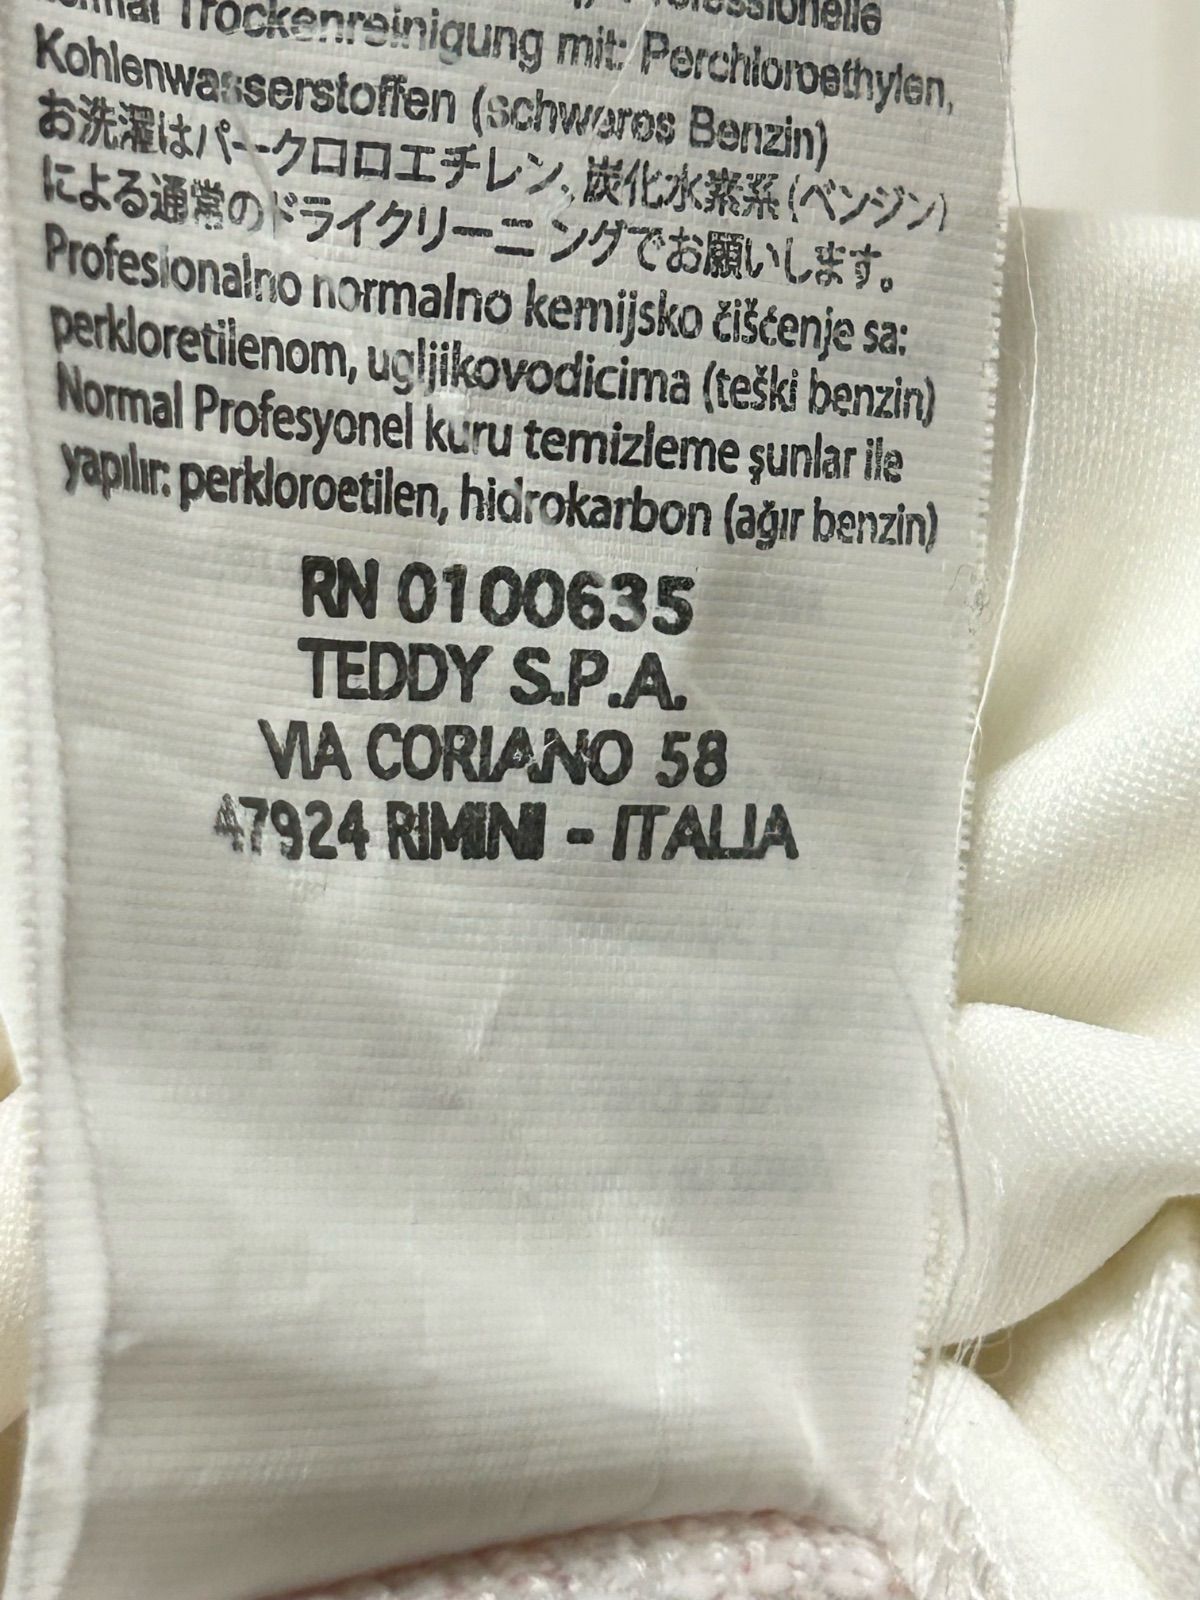 Professionelle
Trockenreinigung mit: Perchloroethylen,
Kohlenwasserstoffen (schweres Benzin)
お洗濯はパークロロエチレン、炭化水素系(ベンジン)
による通常のドライクリーニングでお願いします。
Profesionalno normalno kemijsko čišćenje sa:
perkloretilenom, ugljikovodicima (teški benzin)
Normal Profesyonel kuru temizleme şunlar ile
yapılır: perkloroetilen, hidrokarbon (ağır benzin)
RN 0100635
TEDDY S.P.A.
VIA CORIANO 58
47924 RIMINI - ITALIA